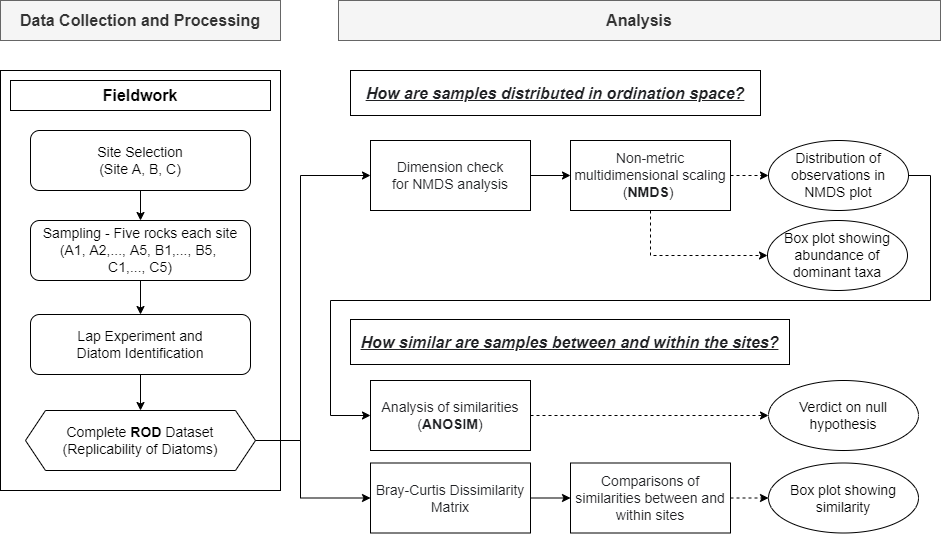 Data Collection and Processing
Analysis
Fieldwork
Site Selection
(Site A, B, C)
Sampling - Five rocks each site
(A1, A2,..., A5, B1,..., B5,
C1,..., C5)
Lap Experiment and
Diatom Identification
Complete ROD Dataset
(Replicability of Diatoms)
How are samples distributed in ordination space?
Dimension check
for NMDS analysis
Non-metric
multidimensional scaling
(NMDS)
Distribution of
observations in
NMDS plot
Box plot showing
abundance of
dominant taxa
How similar are samples between and within the sites?
Analysis of similarities
(ANOSIM)
Verdict on null
hypothesis
Bray-Curtis Dissimilarity
Matrix
Comparisons of
similarities between and
within sites
Box plot showing
similarity